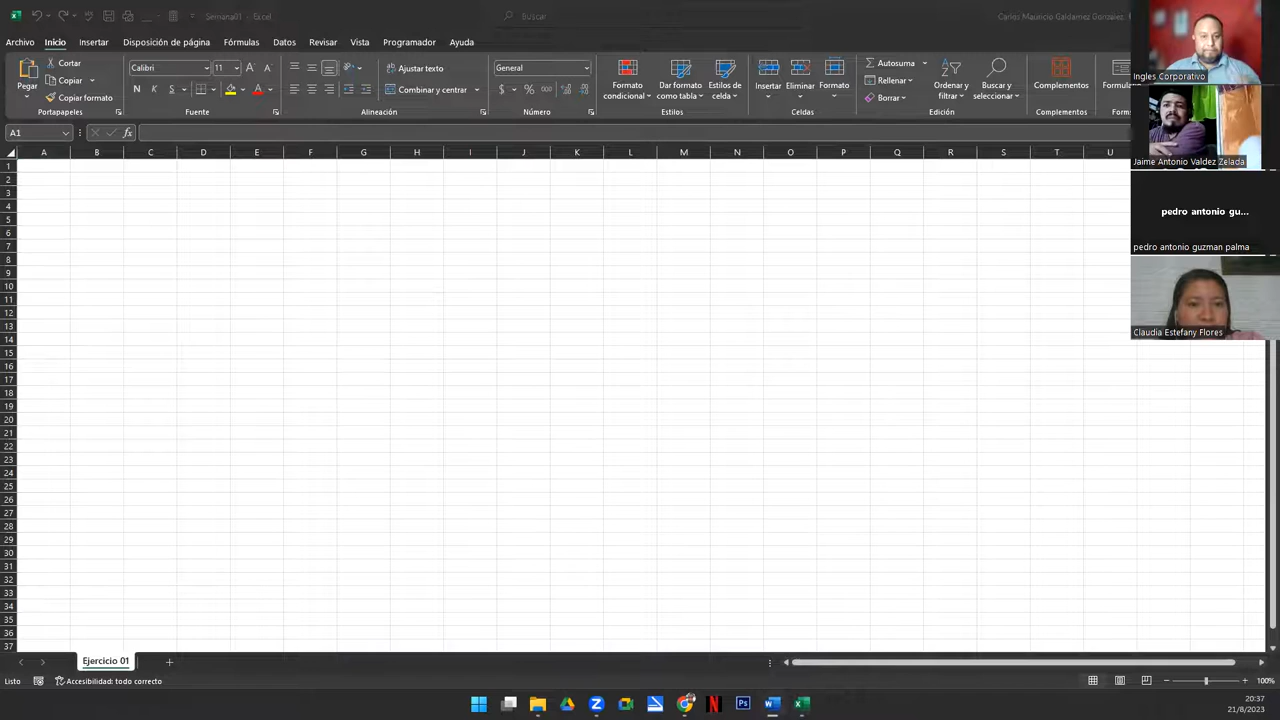 Semana01 - Excel
Buscar
Carlos Mauricio Galdamez Gonzalez
Archivo Inicio Insertar Disposición de página Fórmulas Datos Revisar Vista Programador Ayuda
Pegar
Cortar
Copiar
Copiar formato
Portapapeles
Calibri 11
N K S
Fuente
Ajustar texto
Combinar y centrar
Alineación
General
$ % 000
Número
Formato condicional
Dar formato como tabla
Estilos de celda
Estilos
Insertar Eliminar Formato
Celdas
Autosuma
Rellenar
Borrar
Ordenar y filtrar
Buscar y seleccionar
Edición
Complementos
Complementos
Formul
Ingles Corporativo
Jaime Antonio Valdez Zelada
pedro antonio gu...
pedro antonio guzman palma
Claudia Estefany Flores
A1 fx
A B C D E F G H I J K L M N O P Q R S T U
1
2
3
4
5
6
7
8
9
10
11
12
13
14
15
16
17
18
19
20
21
22
23
24
25
26
27
28
29
30
31
32
33
34
35
36
37
Ejercicio 01
Listo Accesibilidad: todo correcto 100%
20:37
21/8/2023